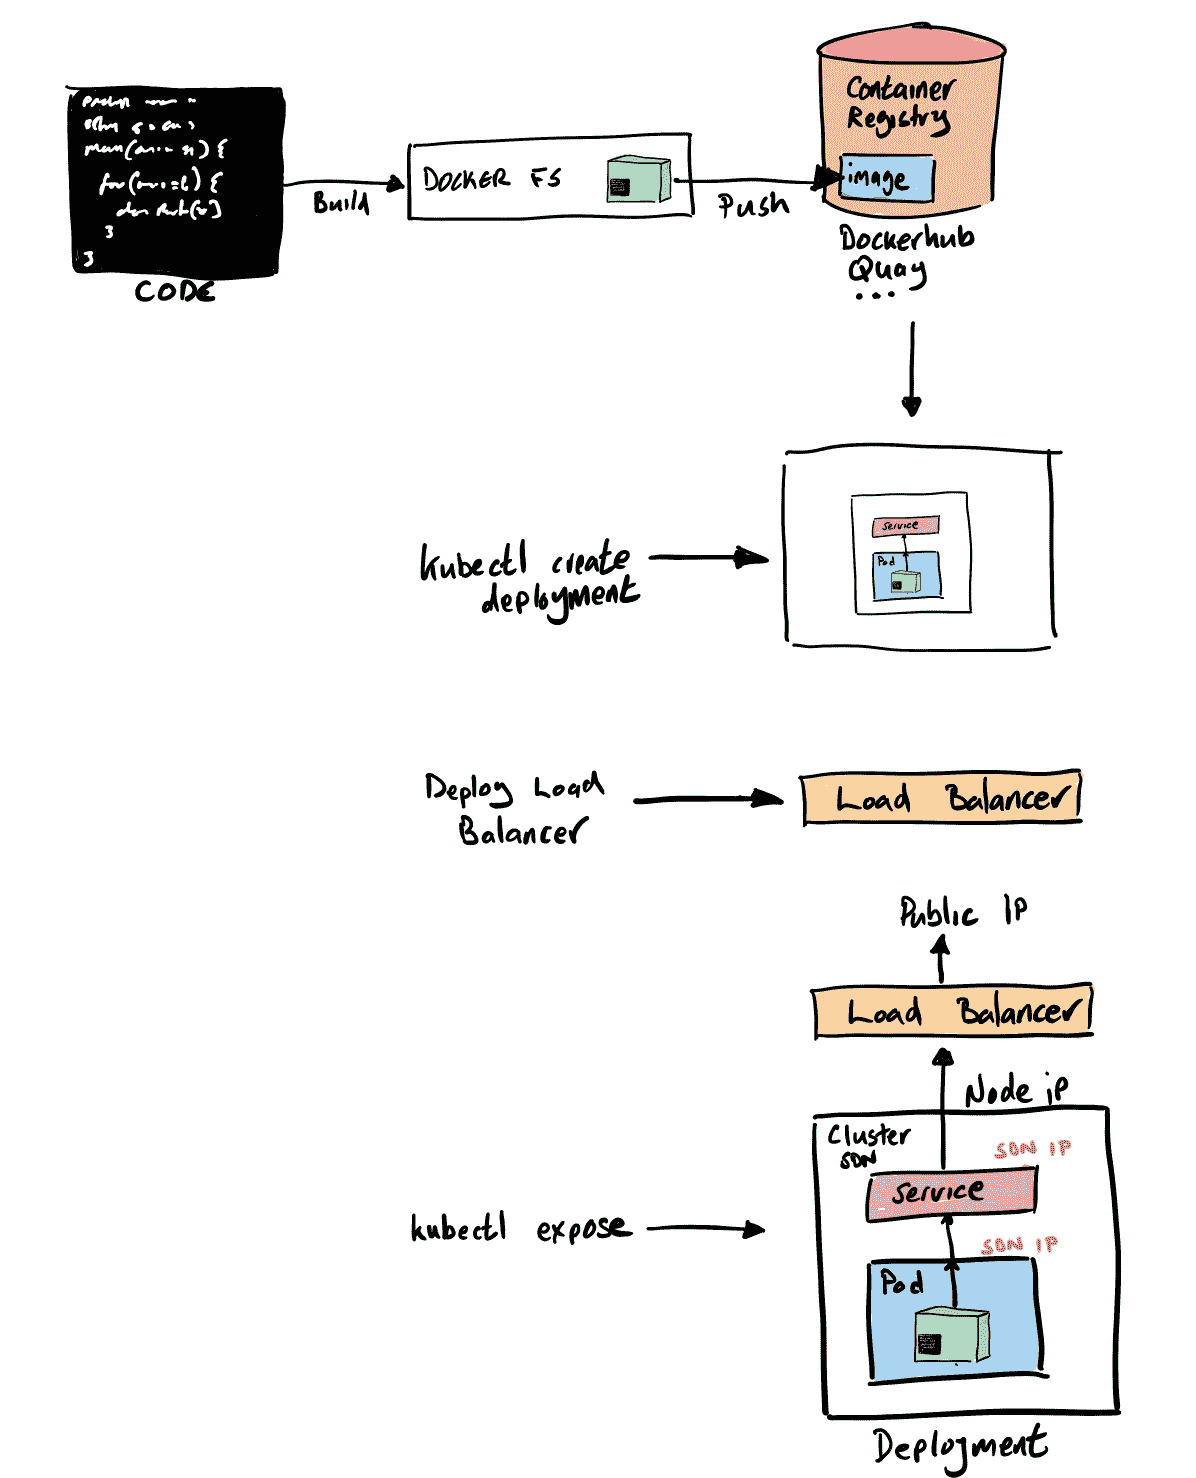 for
CODE
Build
DOCKER FS
Push
Container
Registry
image
Dockerhub
Quay
...
kubectl create
deployment
Service
Pod
Deploy Load
Balancer
Load Balancer
Public IP
Load Balancer
Node iP
Cluster
SDN
SDN IP
Service
kubectl expose
SDN IP
Pod
Deployment